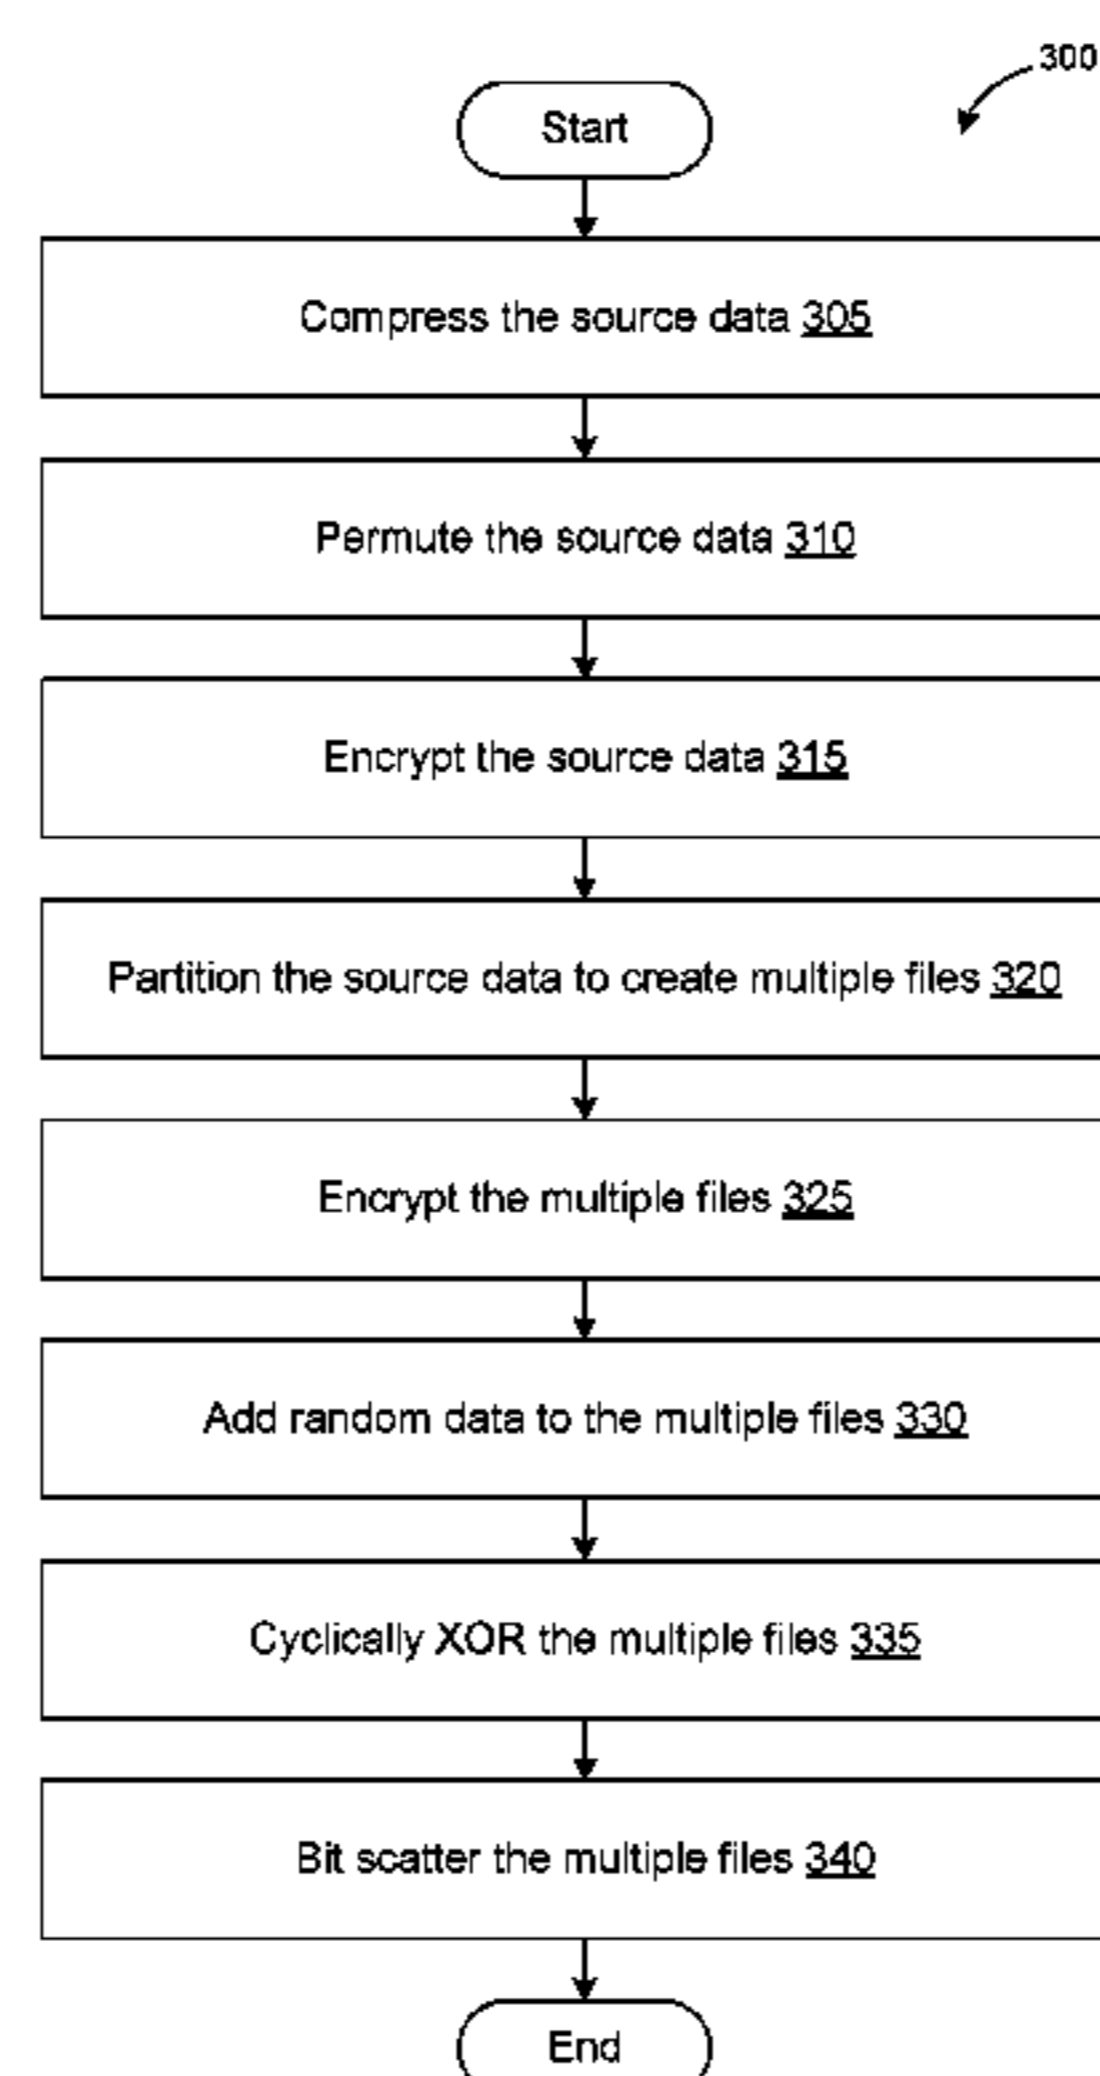 300
Start
Compress the source data 305
Permute the source data 310
Encrypt the source data 315
Partition the source data to create multiple files 320
Encrypt the multiple files 325
Add random data to the multiple files 330
Cyclically XOR the multiple files 335
Bit scatter the multiple files 340
End